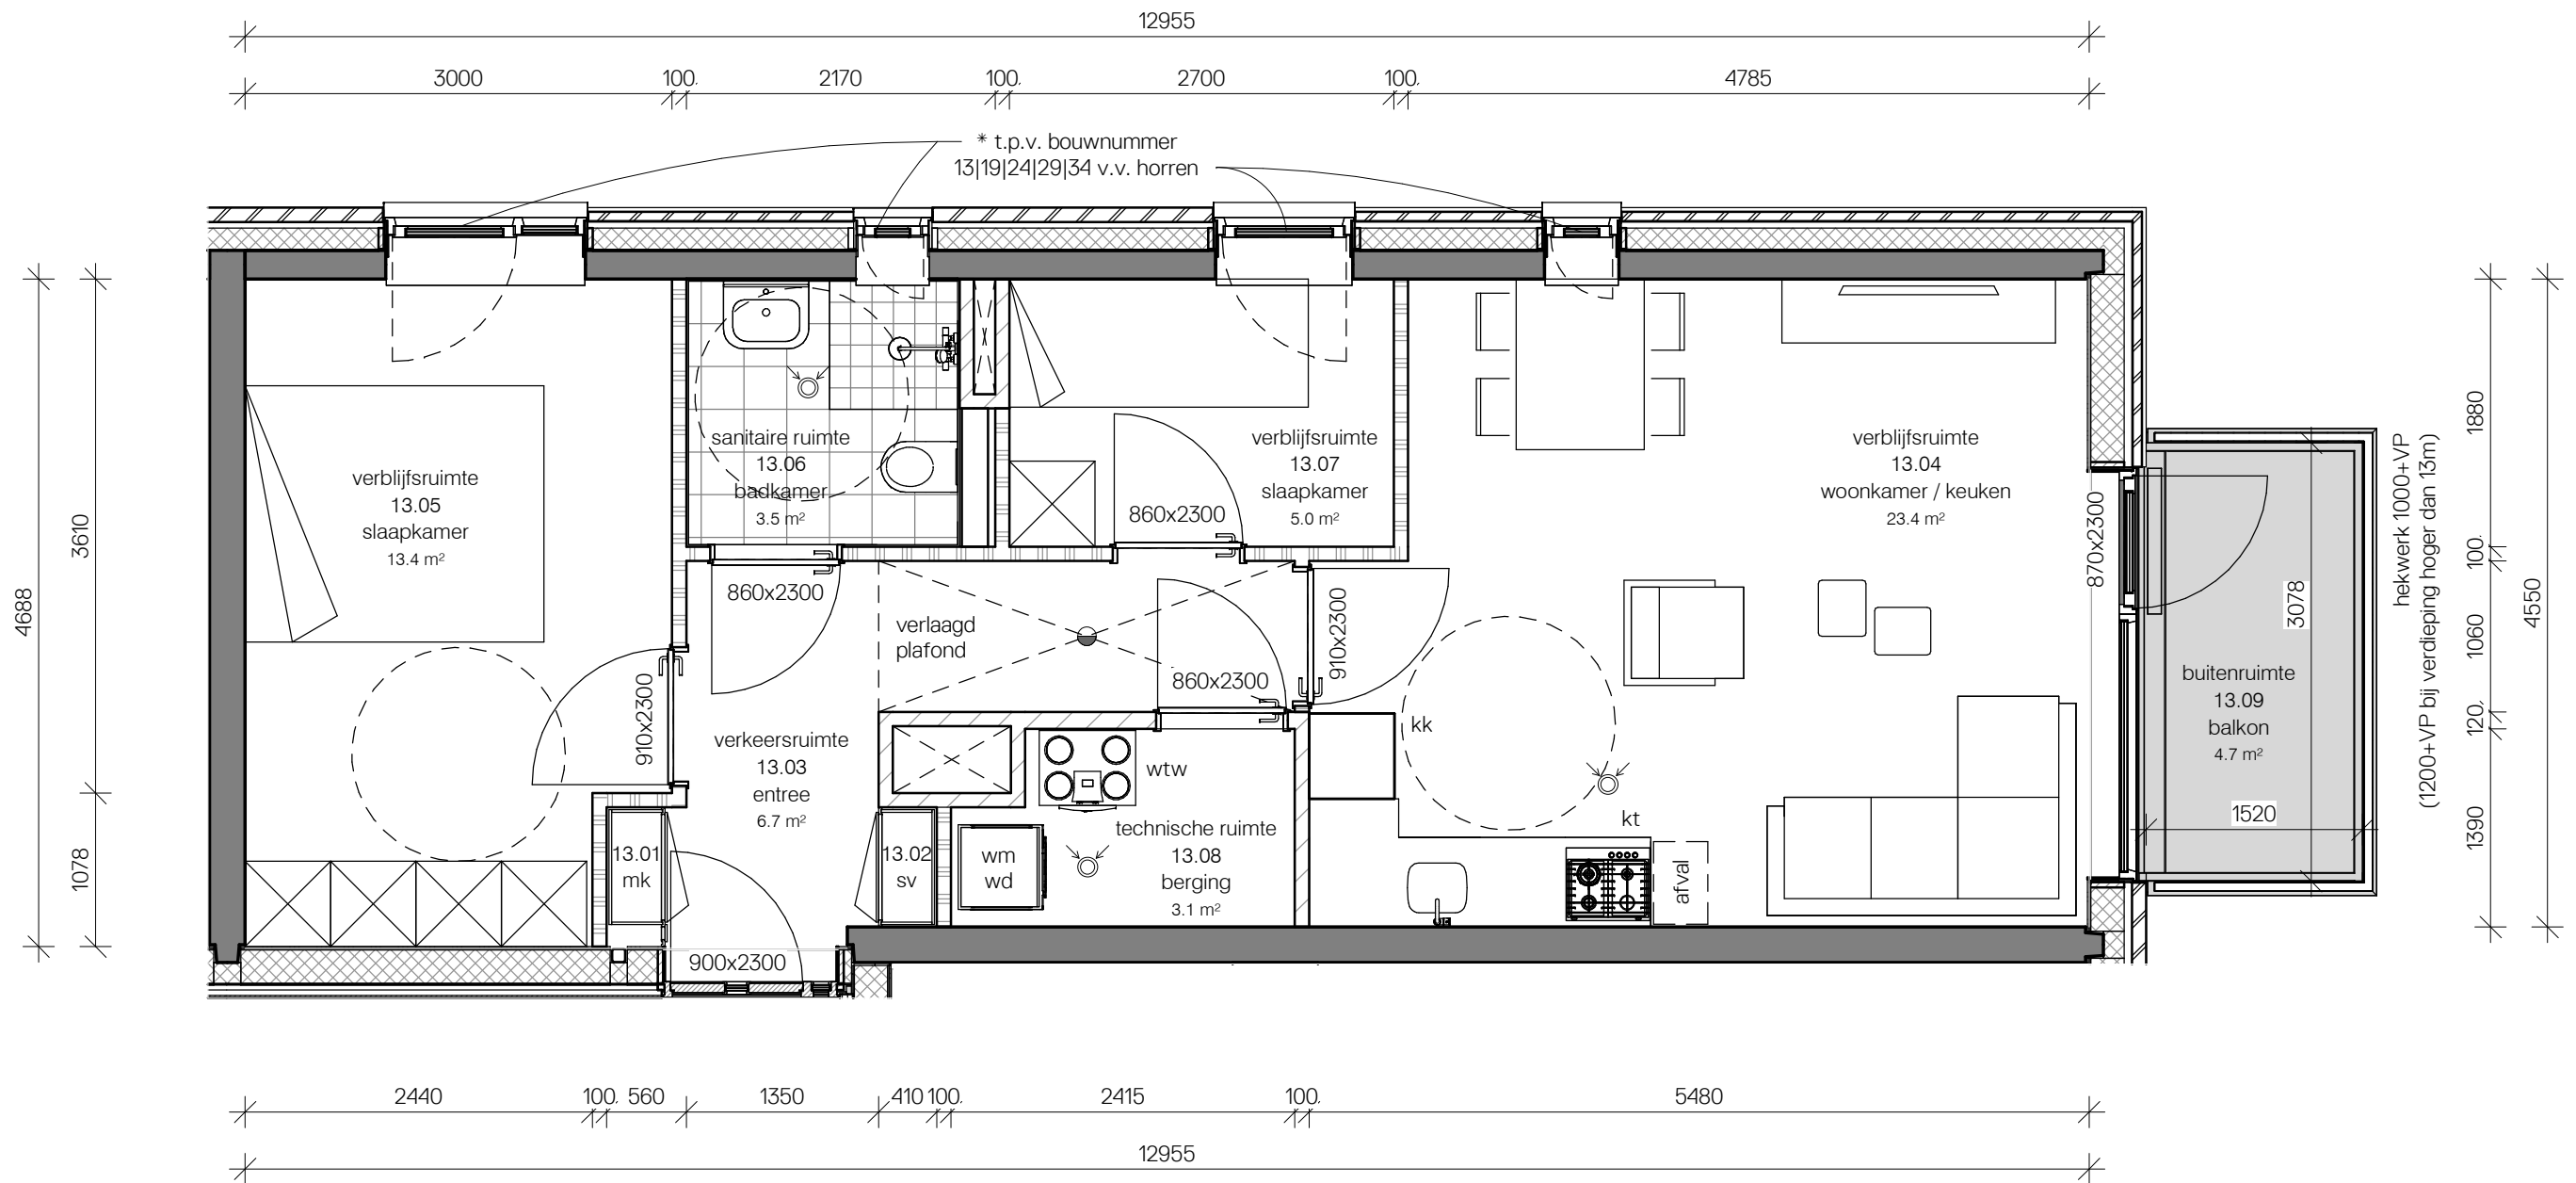 12955
3000 100. 2170 100. 2700 100. 4785
* t.p.v. bouwnummer
13|19|24|29|34 v.v. horren
4688
3610
1078
verblijfsruimte
13.05
slaapkamer
13.4 m²
sanitaire ruimte
13.06
badkamer
3.5 m²
verblijfsruimte
13.07
slaapkamer
5.0 m²
verblijfsruimte
13.04
woonkamer / keuken
23.4 m²
860x2300
860x2300
860x2300
910x2300
910x2300
870x2300
verlaagd
plafond
verkeersruimte
13.03
entree
6.7 m²
13.01
mk
13.02
sv
wm
wd
wtw
technische ruimte
13.08
berging
3.1 m²
kk
kt
afval
900x2300
buitenruimte
13.09
balkon
4.7 m²
3078
1520
hekwerk 1000+VP
(1200+VP bij verdieping hoger dan 13m)
1880
100.
1060
120.
1390
4550
2440 100. 560 1350 410 100. 2415 100. 5480
12955